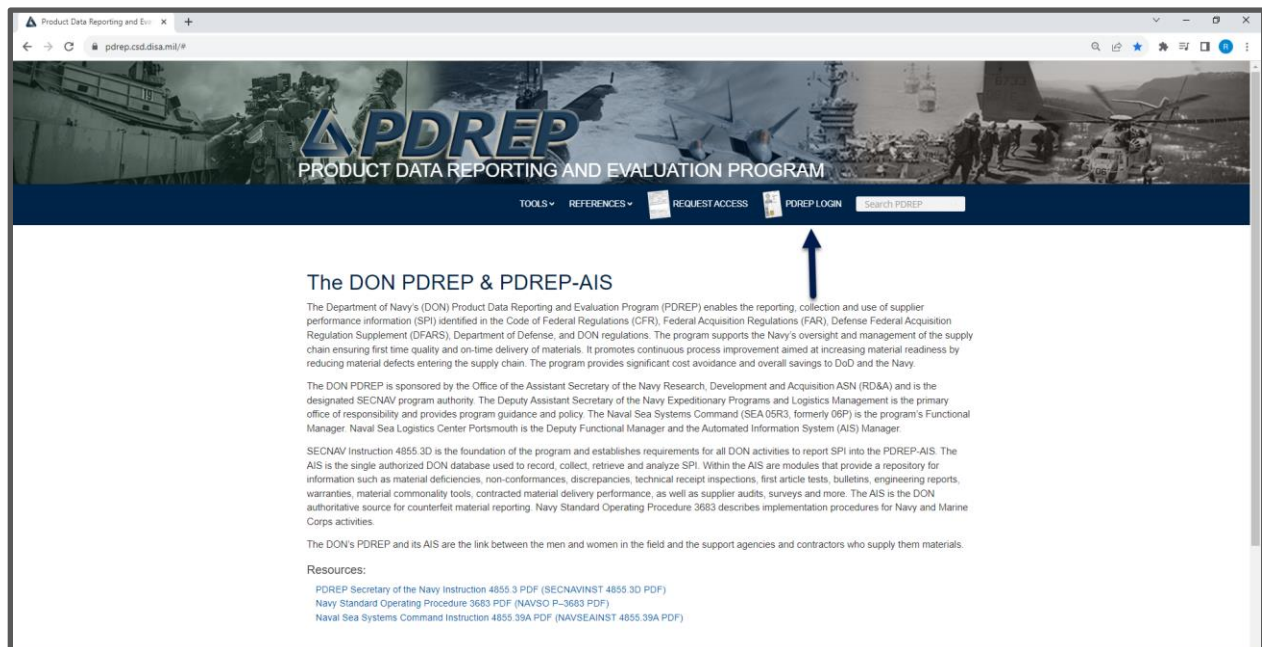 Product Data Reporting and Eve
pdrep.csd.disa.mil/#
R
19
06
PDREP
PRODUCT DATA REPORTING AND EVALUATION PROGRAM
TOOLS REFERENCES REQUEST ACCESS PDREP LOGIN Search PDREP
The DON PDREP & PDREP-AIS
The Department of Navy's (DON) Product Data Reporting and Evaluation Program (PDREP) enables the reporting, collection and use of supplier
performance information (SPI) identified in the Code of Federal Regulations (CFR), Federal Acquisition Regulations (FAR), Defense Federal Acquisition
Regulation Supplement (DFARS), Department of Defense, and DON regulations. The program supports the Navy's oversight and management of the supply
chain ensuring first time quality and on-time delivery of materials. It promotes continuous process improvement aimed at increasing material readiness by
reducing material defects entering the supply chain. The program provides significant cost avoidance and overall savings to DoD and the Navy.
The DON PDREP is sponsored by the Office of the Assistant Secretary of the Navy Research, Development and Acquisition ASN (RD&A) and is the
designated SECNAV program authority. The Deputy Assistant Secretary of the Navy Expeditionary Programs and Logistics Management is the primary
office of responsibility and provides program guidance and policy. The Naval Sea Systems Command (SEA 05R3, formerly 06P) is the program's Functional
Manager. Naval Sea Logistics Center Portsmouth is the Deputy Functional Manager and the Automated Information System (AIS) Manager.
SECNAV Instruction 4855.3D is the foundation of the program and establishes requirements for all DON activities to report SPI into the PDREP-AIS. The
AIS is the single authorized DON database used to record, collect, retrieve and analyze SPI. Within the AIS are modules that provide a repository for
information such as material deficiencies, non-conformances, discrepancies, technical receipt inspections, first article tests, bulletins, engineering reports,
warranties, material commonality tools, contracted material delivery performance, as well as supplier audits, surveys and more. The AIS is the DON
authoritative source for counterfeit material reporting. Navy Standard Operating Procedure 3683 describes implementation procedures for Navy and Marine
Corps activities.
The DON's PDREP and its AIS are the link between the men and women in the field and the support agencies and contractors who supply them materials.
Resources:
PDREP Secretary of the Navy Instruction 4855.3 PDF (SECNAVINST 4855.3D PDF)
Navy Standard Operating Procedure 3683 PDF (NAVSO P–3683 PDF)
Naval Sea Systems Command Instruction 4855.39A PDF (NAVSEAINST 4855.39A PDF)